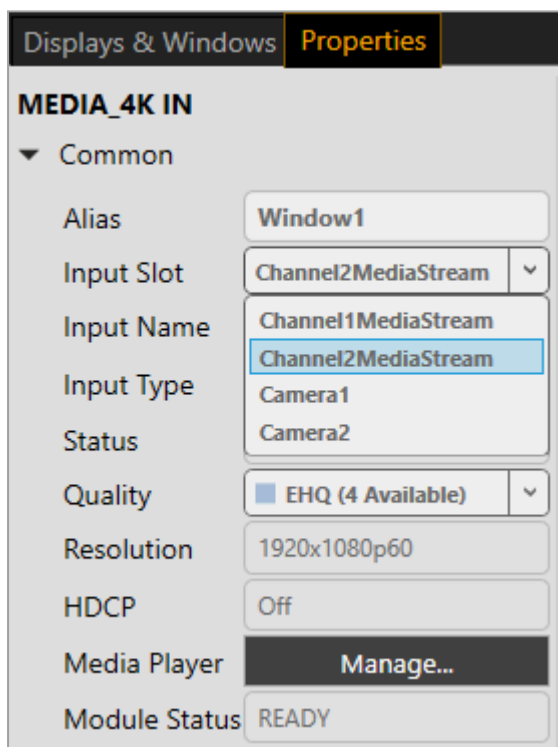 Displays & Windows Properties
MEDIA_4K IN
Common
Alias Window1
Input Slot Channel2MediaStream
Input Name Channel1MediaStream
Channel2MediaStream
Input Type Camera1
Status Camera2
Quality EHQ (4 Available)
Resolution 1920x1080p60
HDCP Off
Media Player Manage...
Module Status READY